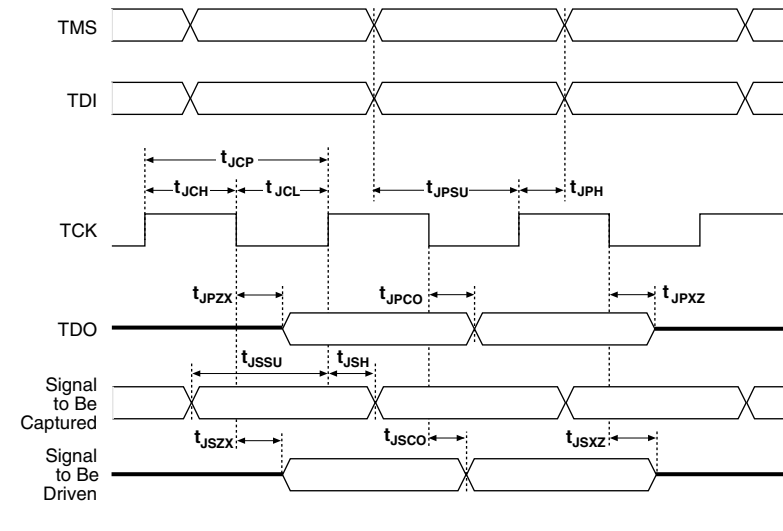 TMS
TDI
tJCP
tJCH
tJCL
tJPSU
tJPH
TCK
tJPZX
tJPCO
tJPXZ
TDO
tJSSU
tJSH
Signal
to Be
Captured
tJSZX
tJSCO
tJSXZ
Signal
to Be
Driven